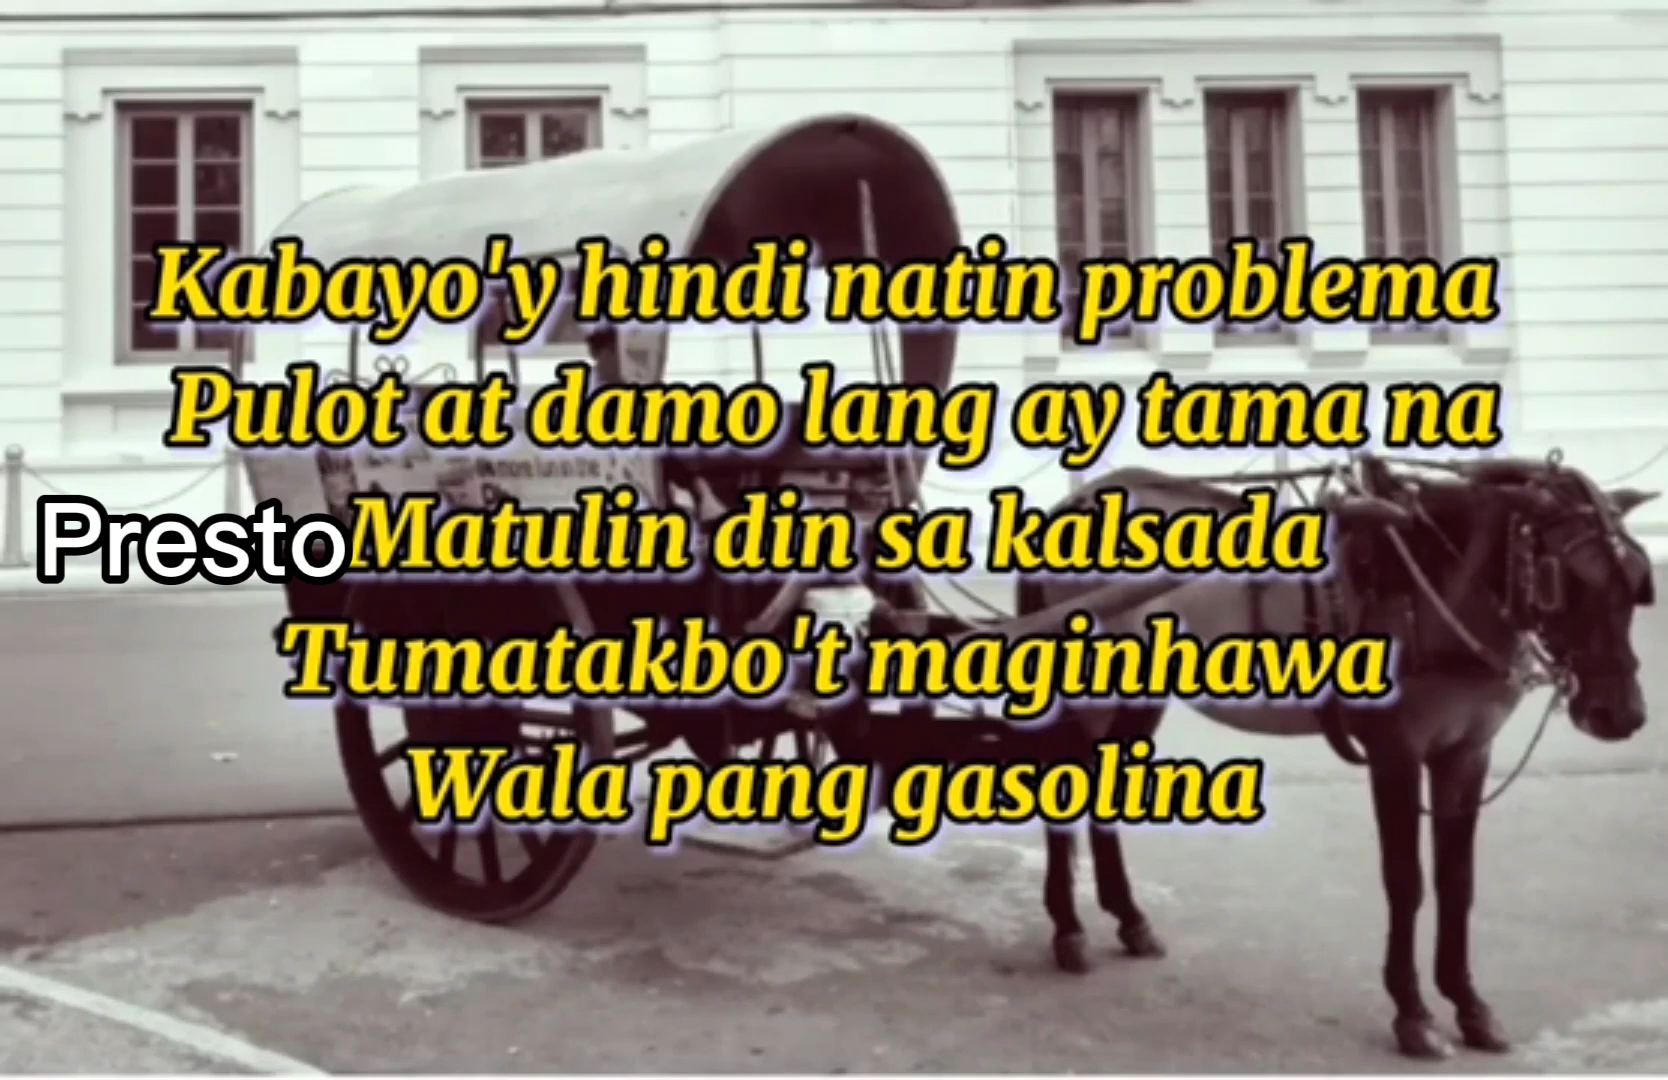 Kabayo'y hindi natin problema
Pulot at damo lang ay tama na
Presto Matulin din sa kalsada
Tumatakbo't maginhawa
Wala pang gasolina